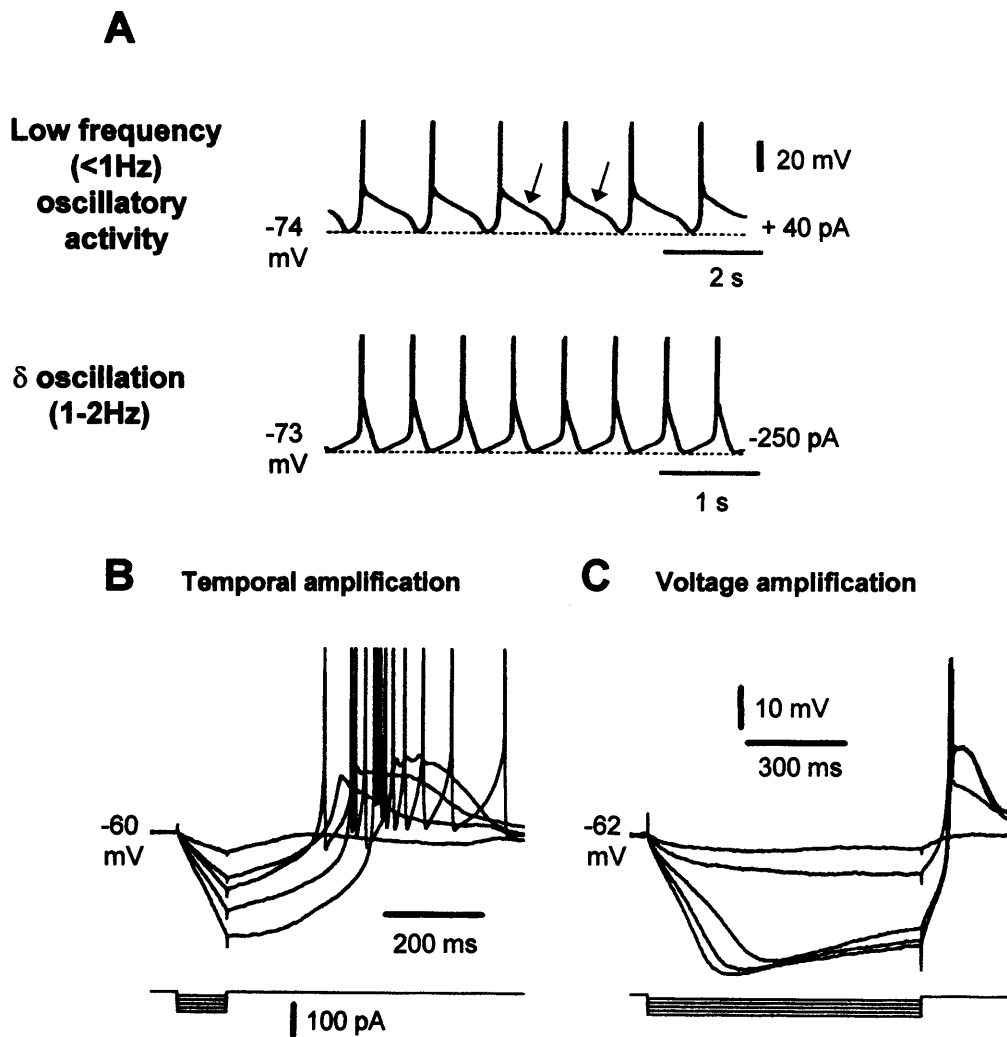 A
Low frequency
(<1Hz)
oscillatory
activity
-74
mV
20 mV
+ 40 pA
2 s
δ oscillation
(1-2Hz)
-73
mV
-250 pA
1 s
B Temporal amplification
-60
mV
200 ms
100 pA
C Voltage amplification
10 mV
300 ms
-62
mV